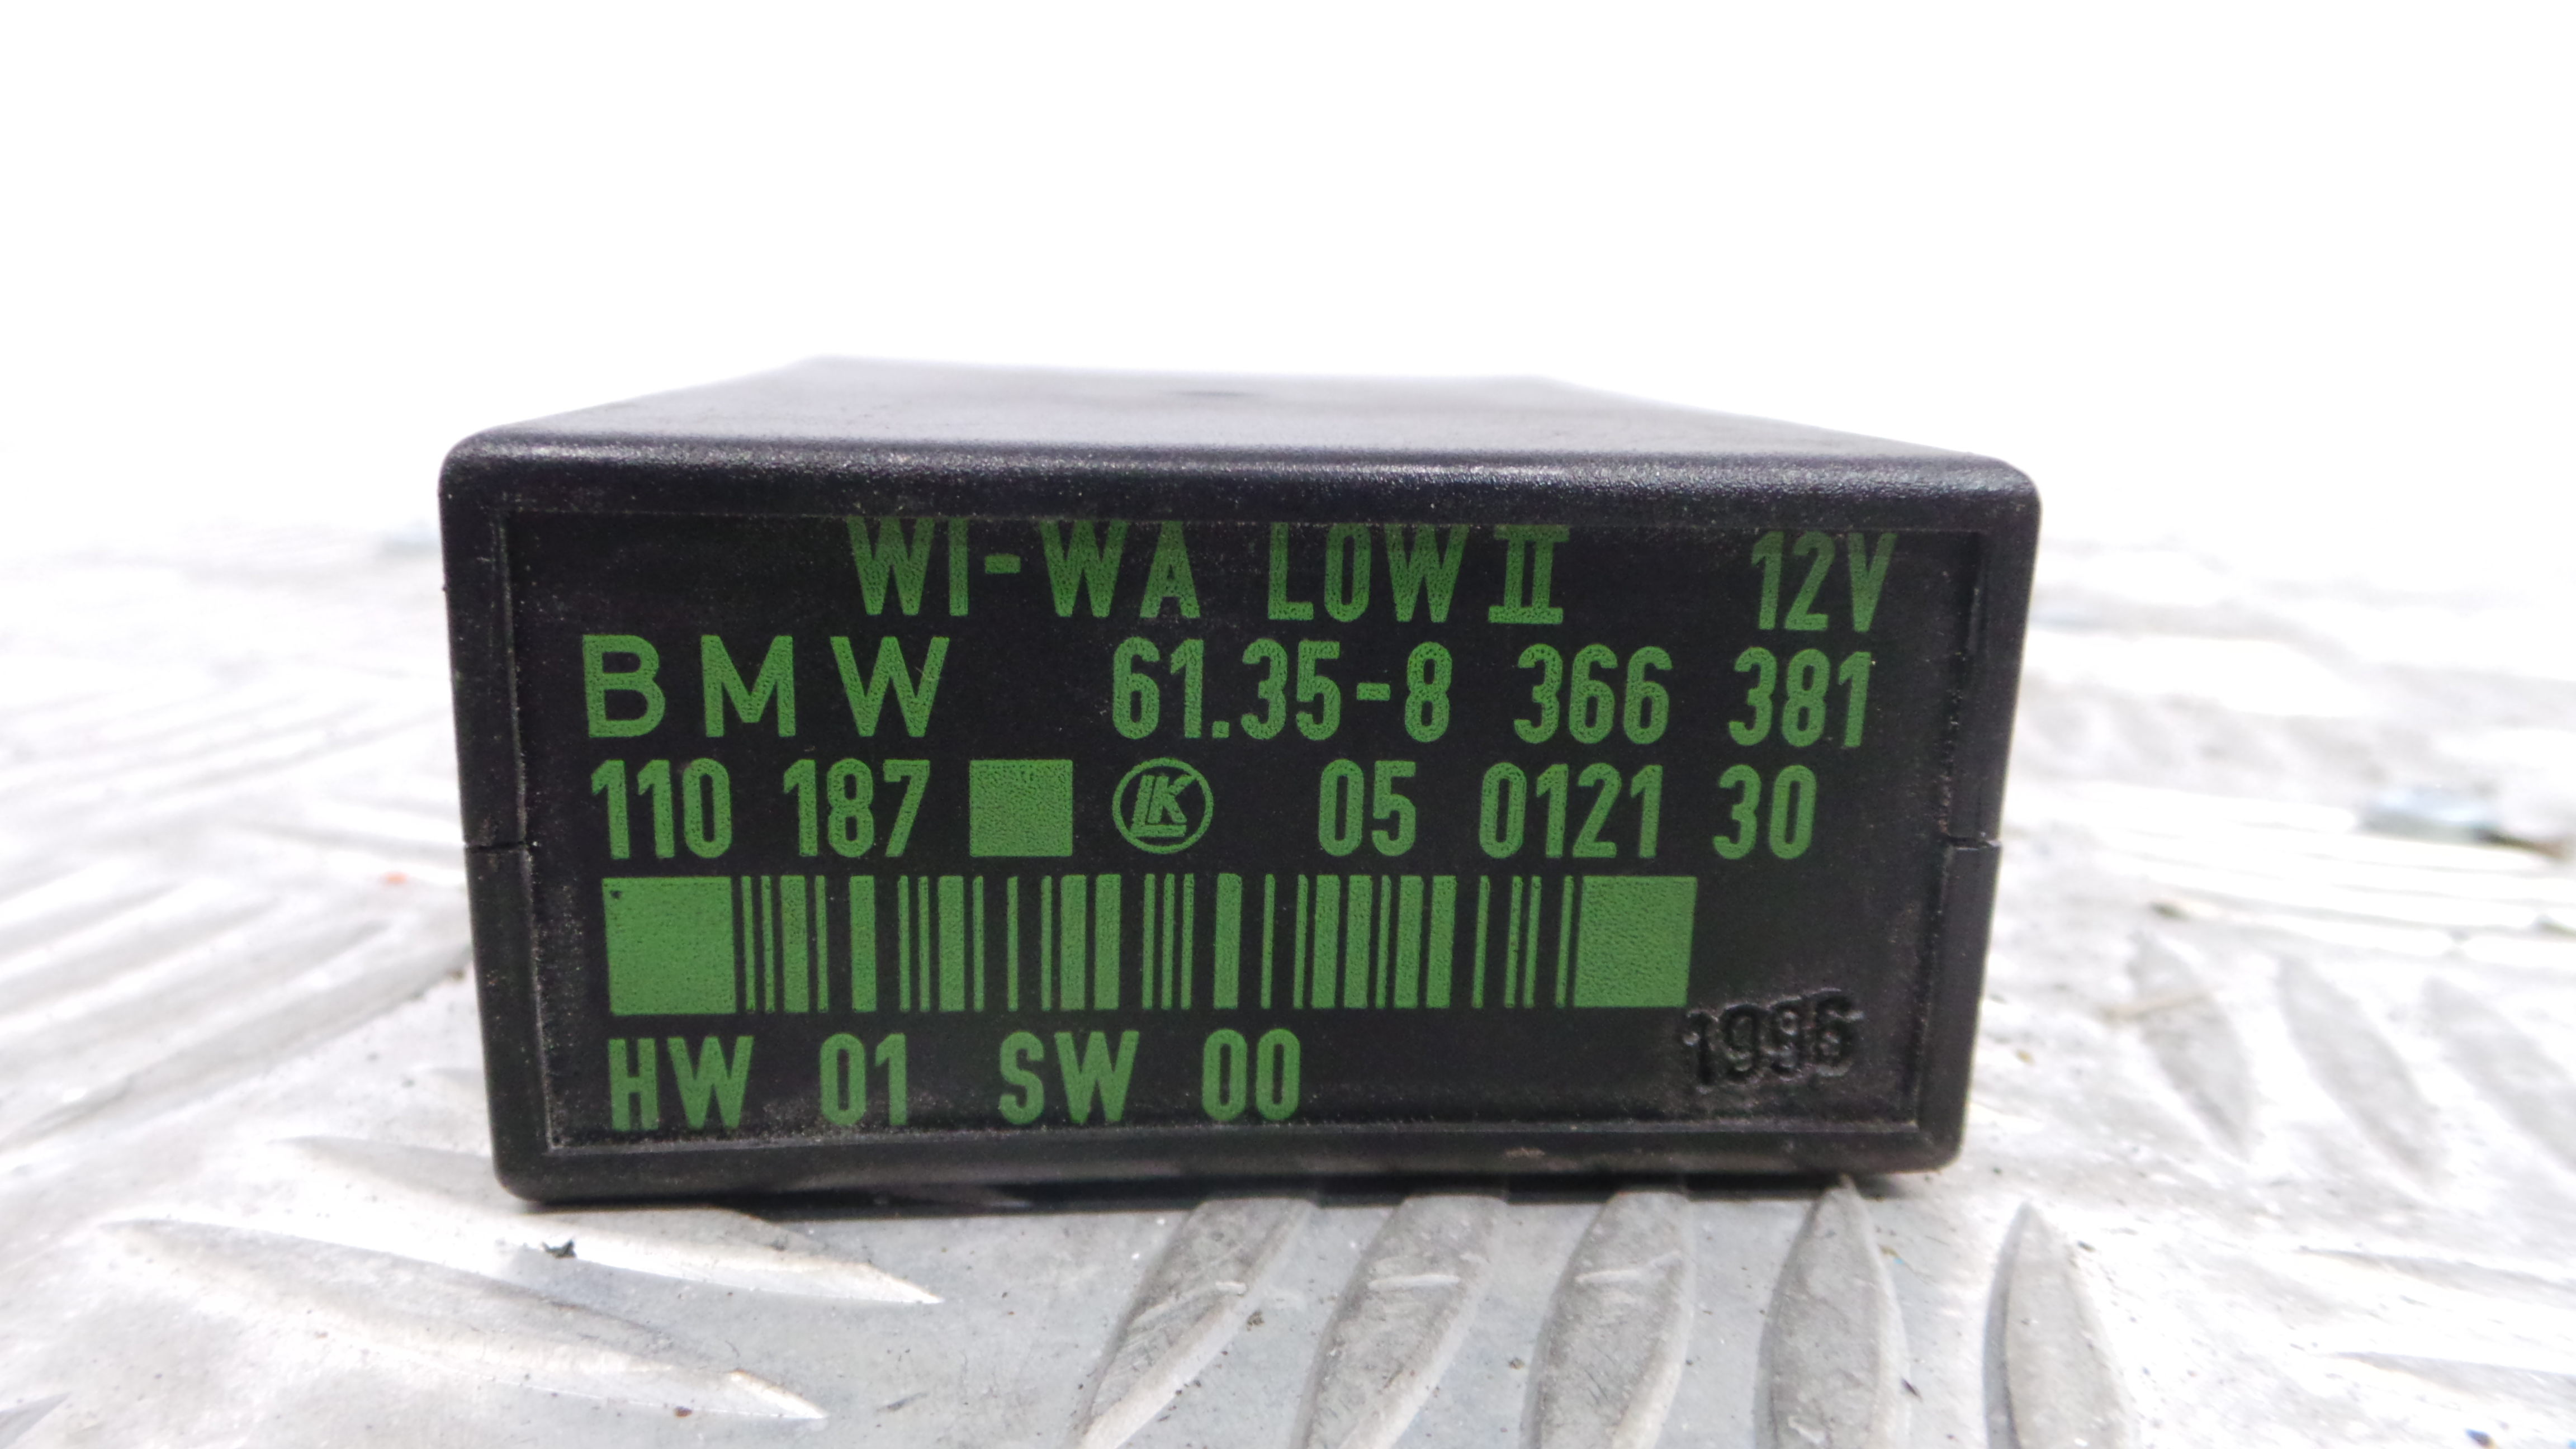 WI-WA LOW II 12V
BMW 61.35-8 366 381
110 187 LK 05 0121 30
HW 01 SW 00
1996